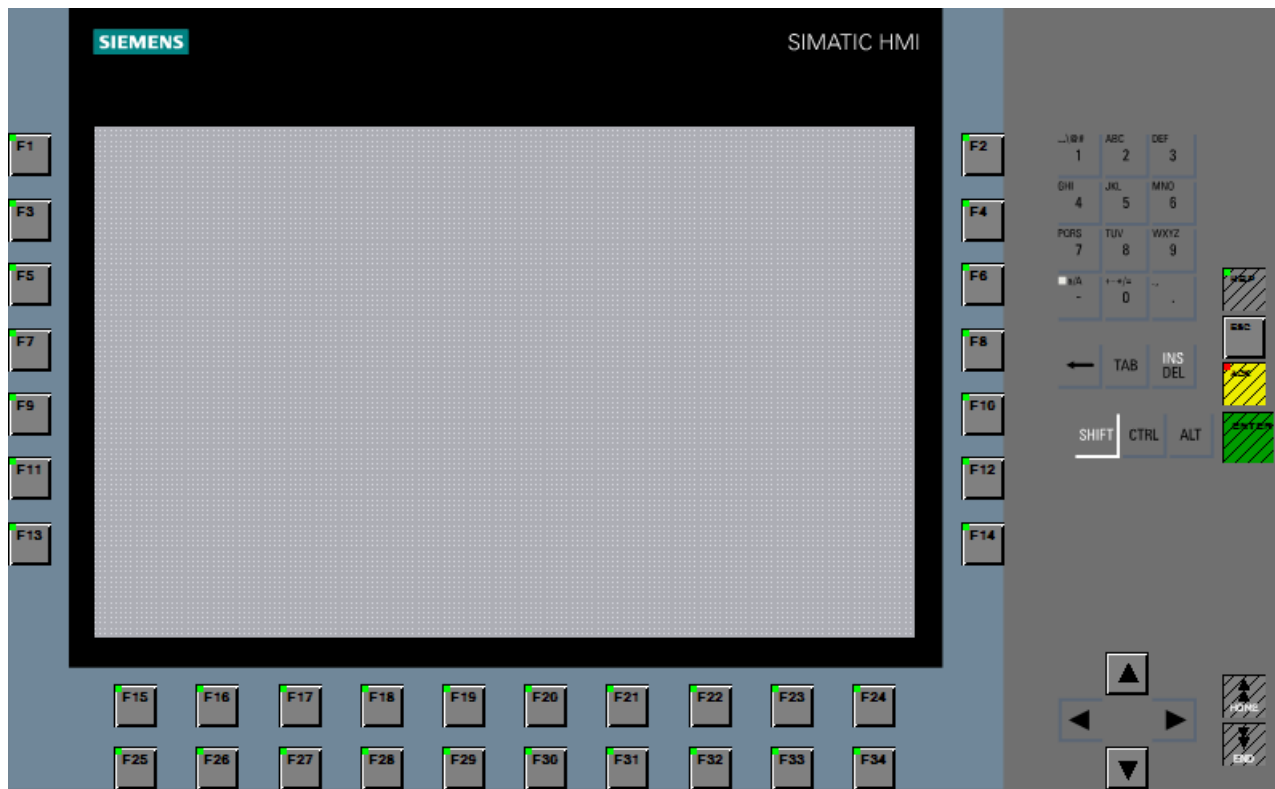 SIEMENS
SIMATIC HMI
F1
F2
F3
F4
F5
F6
F7
F8
F9
F10
F11
F12
F13
F14
ABC DEF
1 2 3
GHI JKL MNO
4 5 6
PQRS TUV WXYZ
7 8 9
- 0 .
TAB INS
DEL
SHIFT CTRL ALT
HELP
ESC
ACK
ENTER
F15 F16 F17 F18 F19 F20 F21 F22 F23 F24
F25 F26 F27 F28 F29 F30 F31 F32 F33 F34
HOME
END